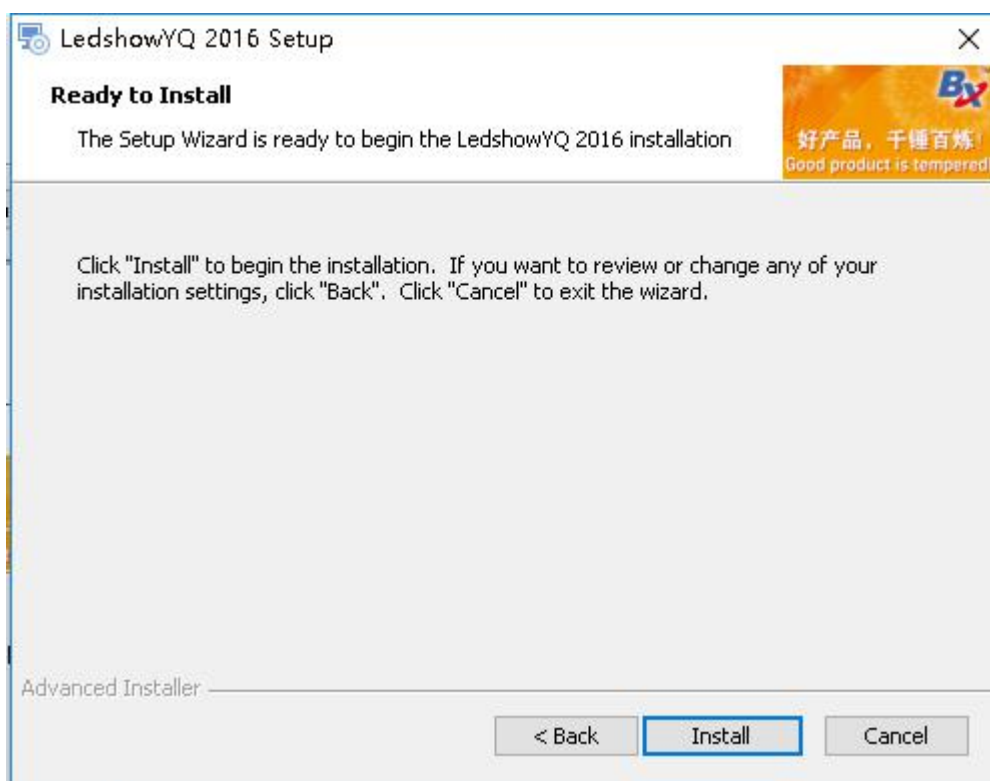 LedshowYQ 2016 Setup
Ready to Install
The Setup Wizard is ready to begin the LedshowYQ 2016 installation
BX
好产品，千锤百炼！
Good product is tempered!
Click "Install" to begin the installation.  If you want to review or change any of your
installation settings, click "Back".  Click "Cancel" to exit the wizard.
Advanced Installer
< Back
Install
Cancel